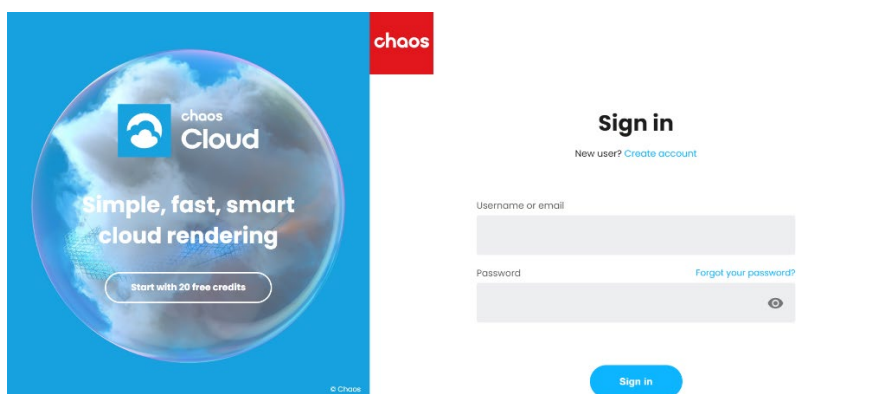 chaos
chaos
Cloud
Simple, fast, smart
cloud rendering
Start with 20 free credits
© Chaos
Sign in
New user? Create account
Username or email
Password
Forgot your password?
Sign in